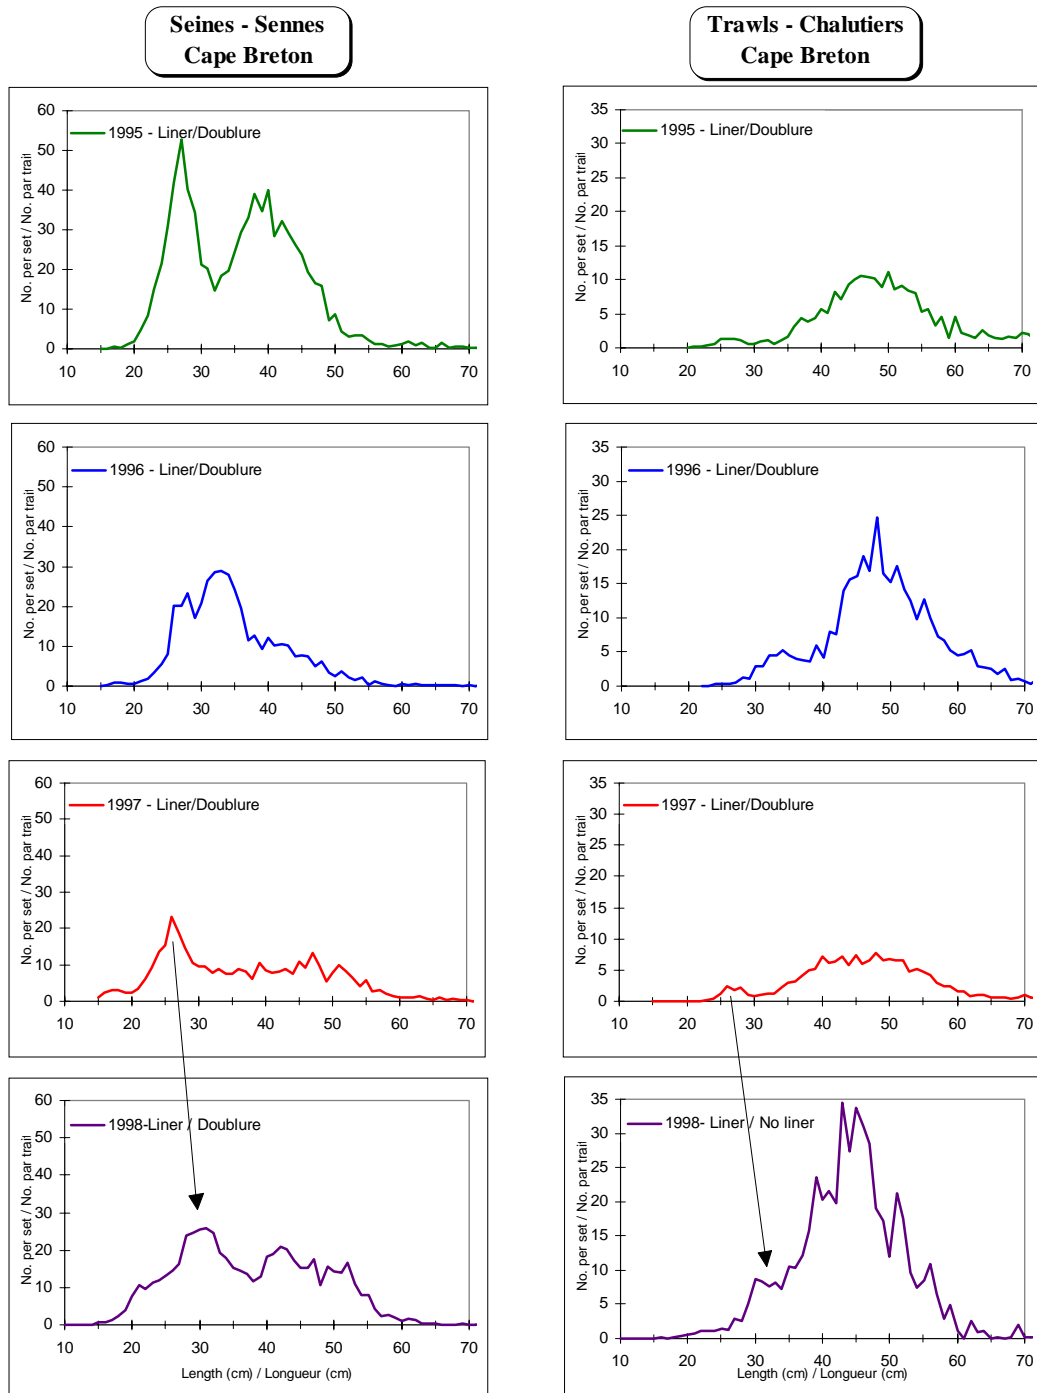 Seines - Sennes
Cape Breton
Trawls - Chalutiers
Cape Breton
No. per set / No. par trail
60
50
40
30
20
10
0
1995 - Liner/Doublure
10 20 30 40 50 60 70
No. per set / No. par trait
35
30
25
20
15
10
5
0
1995 - Liner/Doublure
10 20 30 40 50 60 70
No. per set / No. par trail
60
50
40
30
20
10
0
1996 - Liner/Doublure
10 20 30 40 50 60 70
No. per set / No. par trail
35
30
25
20
15
10
5
0
1996 - Liner/Doublure
10 20 30 40 50 60 70
No. per set / No. par trail
60
50
40
30
20
10
0
1997 - Liner/Doublure
10 20 30 40 50 60 70
No. per set / No. par trail
35
30
25
20
15
10
5
0
1997 - Liner/Doublure
10 20 30 40 50 60 70
No. per set / No. par trail
60
50
40
30
20
10
0
1998-Liner / Doublure
10 20 30 40 50 60 70
Length (cm) / Longueur (cm)
No. per set / No. par trait
35
30
25
20
15
10
5
0
1998- Liner / No liner
10 20 30 40 50 60 70
Length (cm) / Longueur (cm)